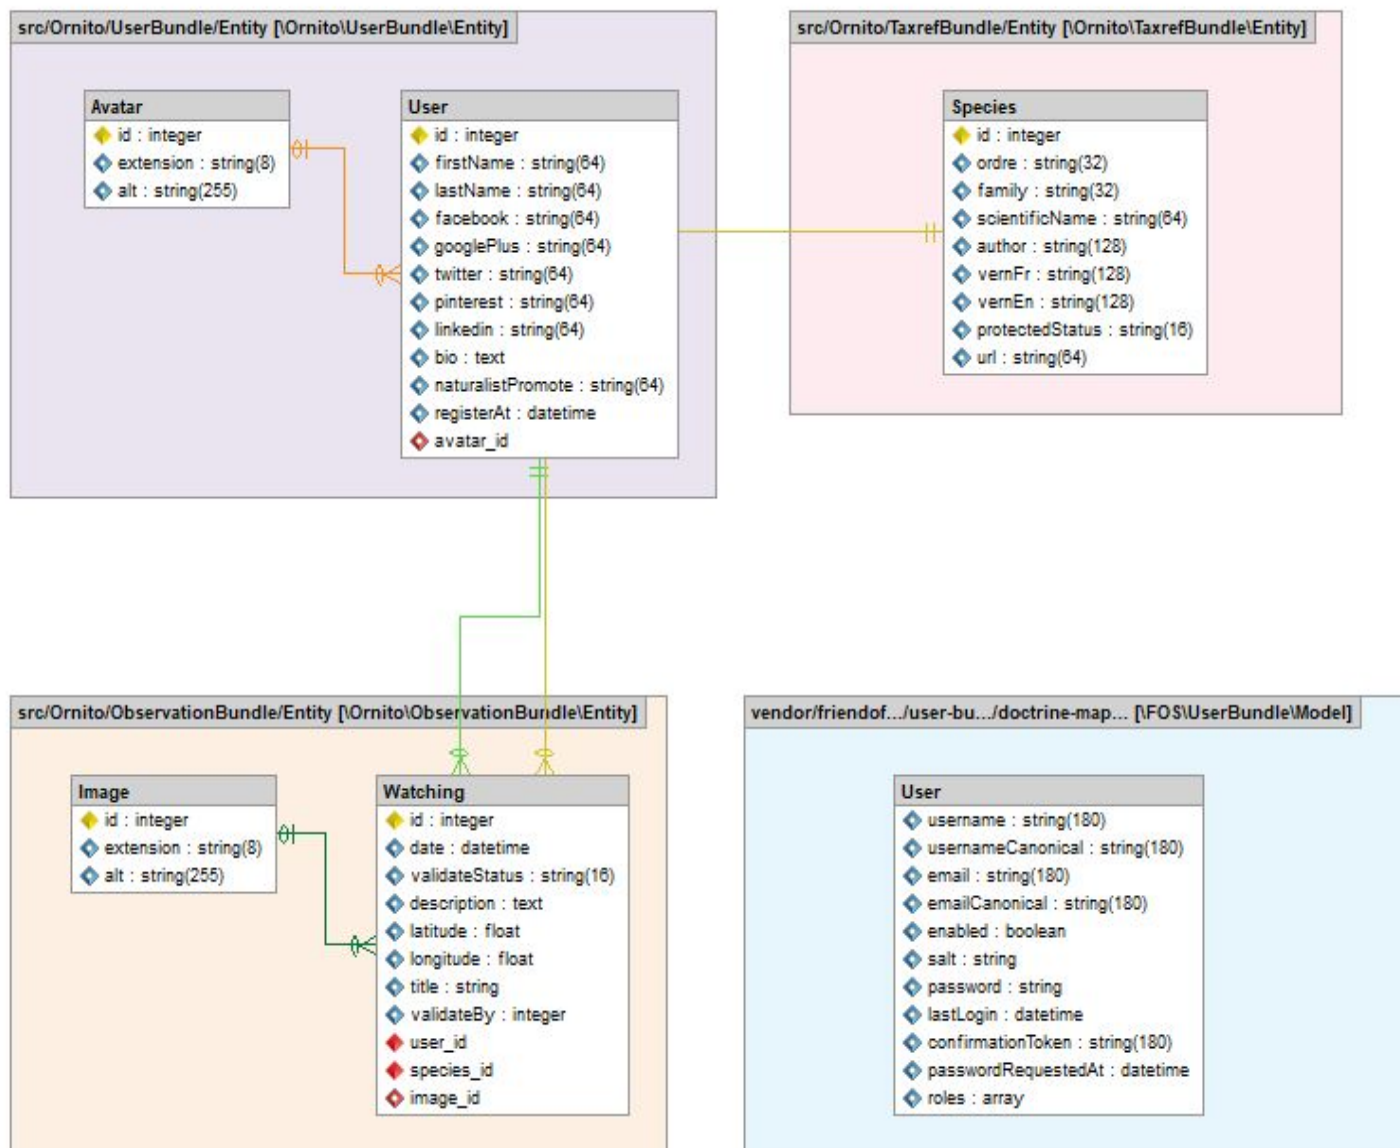 src/Ornito/UserBundle/Entity [\Ornito\UserBundle\Entity]
Avatar
id : integer
extension : string(8)
alt : string(255)
User
id : integer
firstName : string(64)
lastName : string(64)
facebook : string(64)
googlePlus : string(64)
twitter : string(64)
pinterest : string(64)
linkedin : string(64)
bio : text
naturalistPromote : string(64)
registerAt : datetime
avatar_id
src/Ornito/TaxrefBundle/Entity [\Ornito\TaxrefBundle\Entity]
Species
id : integer
ordre : string(32)
family : string(32)
scientificName : string(64)
author : string(128)
vernFr : string(128)
vernEn : string(128)
protectedStatus : string(16)
url : string(64)
src/Ornito/ObservationBundle/Entity [\Ornito\ObservationBundle\Entity]
Image
id : integer
extension : string(8)
alt : string(255)
Watching
id : integer
date : datetime
validateStatus : string(16)
description : text
latitude : float
longitude : float
title : string
validateBy : integer
user_id
species_id
image_id
vendor/friendof.../user-bu.../doctrine-map... [\FOS\UserBundle\Model]
User
username : string(180)
usernameCanonical : string(180)
email : string(180)
emailCanonical : string(180)
enabled : boolean
salt : string
password : string
lastLogin : datetime
confirmationToken : string(180)
passwordRequestedAt : datetime
roles : array